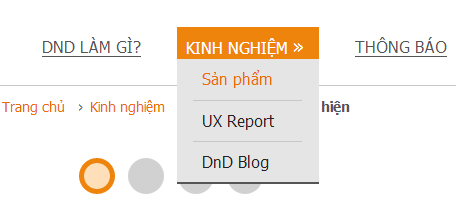 DND LÀM GÌ? KINH NGHIỆM » THÔNG BÁO
Sản phẩm
Trang chủ › Kinh nghiệm hiện
UX Report
DnD Blog